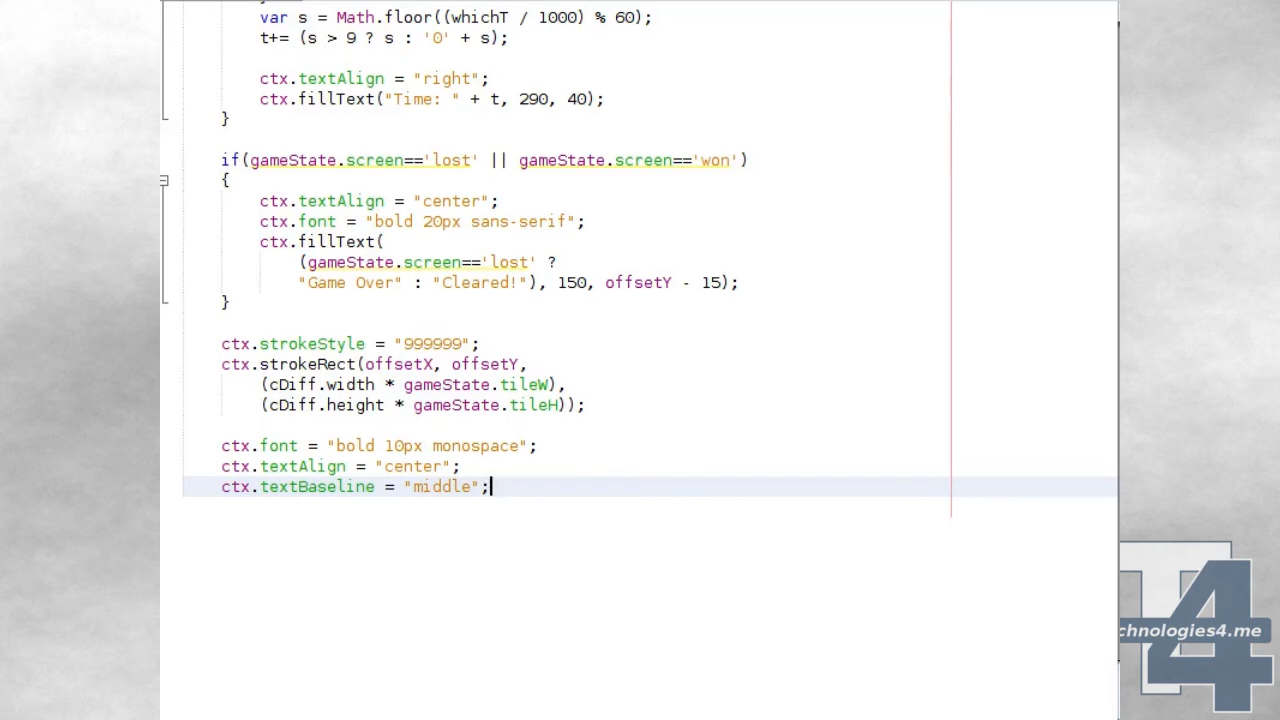 var s = Math.floor((whichT / 1000) % 60);
t+= (s > 9 ? s : '0' + s);
ctx.textAlign = "right";
ctx.fillText("Time: " + t, 290, 40);
}
if(gameState.screen=='lost' || gameState.screen=='won')
{
ctx.textAlign = "center";
ctx.font = "bold 20px sans-serif";
ctx.fillText(
(gameState.screen=='lost' ?
"Game Over" : "Cleared!"), 150, offsetY - 15);
}
ctx.strokeStyle = "999999";
ctx.strokeRect(offsetX, offsetY,
(cDiff.width * gameState.tileW),
(cDiff.height * gameState.tileH));
ctx.font = "bold 10px monospace";
ctx.textAlign = "center";
ctx.textBaseline = "middle";
T4
chnologies4.me